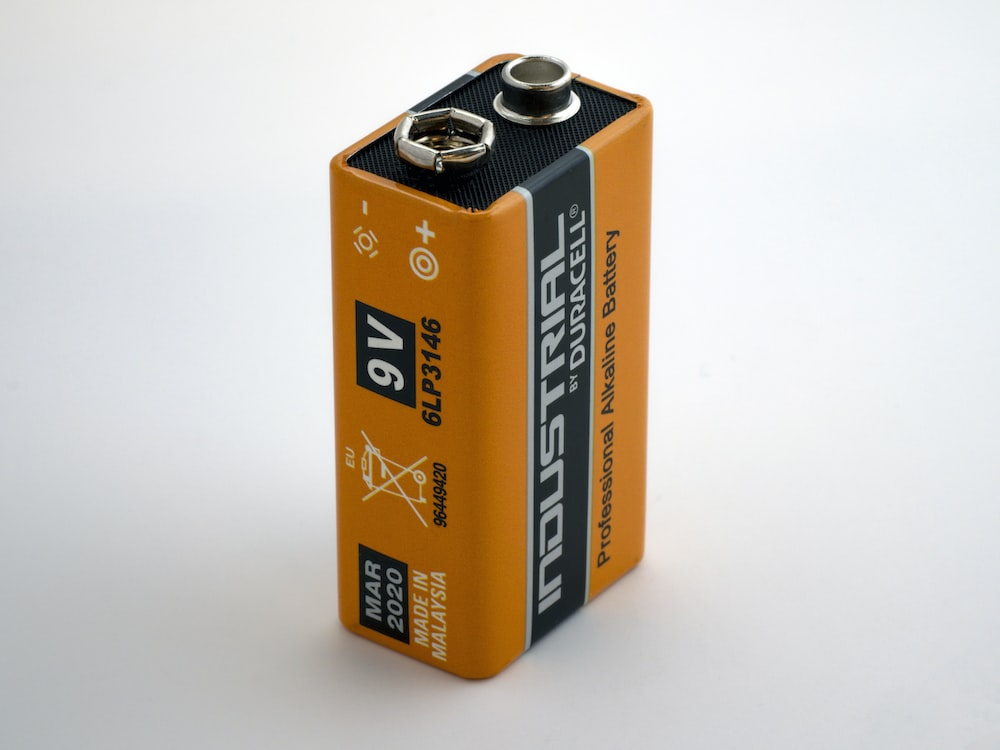 -
+
9V
6LP3146
EU
96449420
MAR
2020
MADE IN
MALAYSIA
INDUSTRIAL
BY DURACELL®
Professional Alkaline Battery